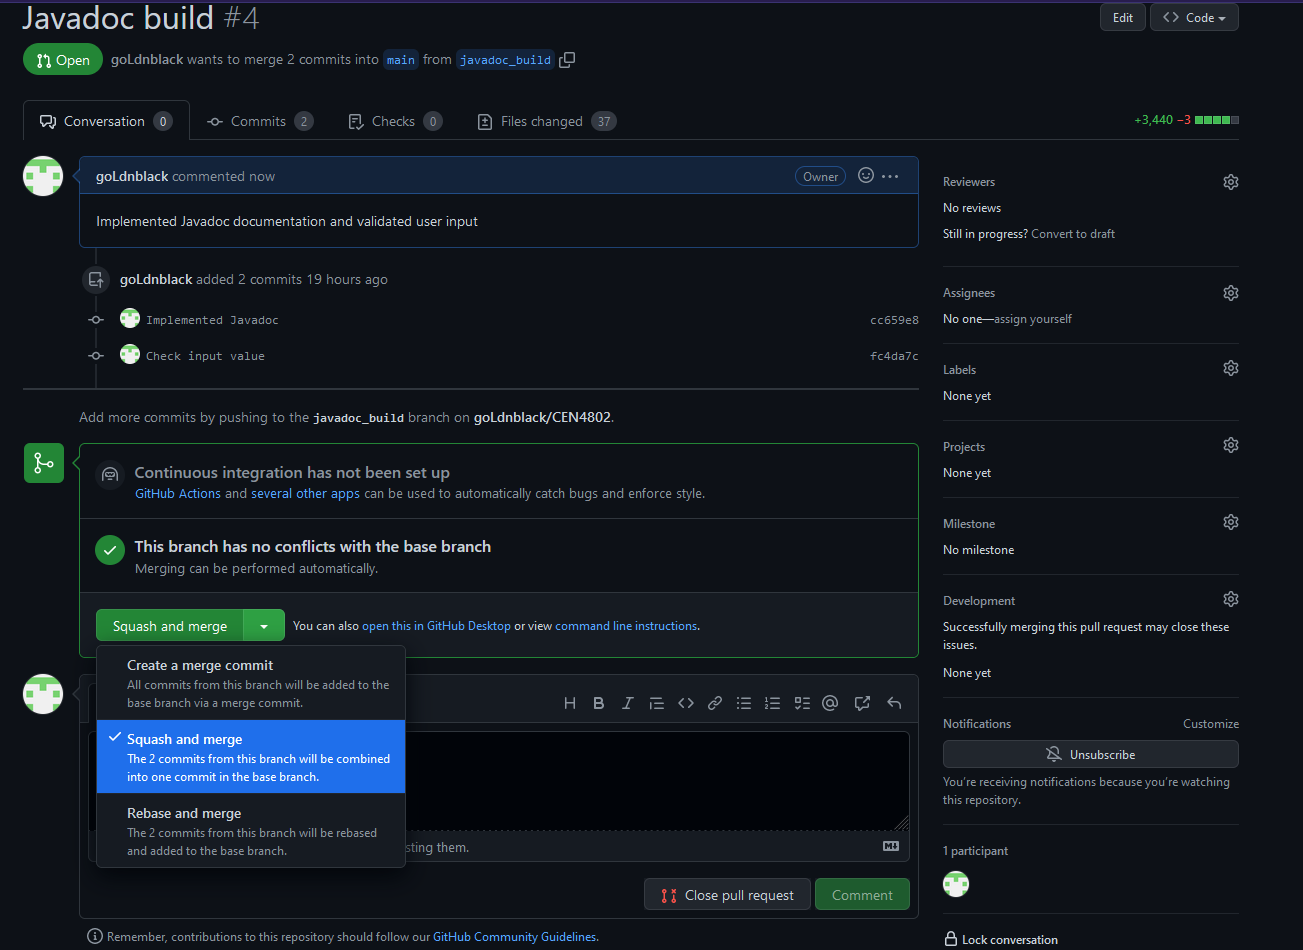 Javadoc build #4
Edit
Code
Open
goLdnblack wants to merge 2 commits into main from javadoc_build
Conversation 0
Commits 2
Checks 0
Files changed 37
+3,440 −3
goLdnblack commented now
Owner
Implemented Javadoc documentation and validated user input
goLdnblack added 2 commits 19 hours ago
Implemented Javadoc
cc659e8
Check input value
fc4da7c
Add more commits by pushing to the javadoc_build branch on goLdnblack/CEN4802.
Continuous integration has not been set up
GitHub Actions and several other apps can be used to automatically catch bugs and enforce style.
This branch has no conflicts with the base branch
Merging can be performed automatically.
Squash and merge
You can also open this in GitHub Desktop or view command line instructions.
Create a merge commit
All commits from this branch will be added to the
base branch via a merge commit.
Squash and merge
The 2 commits from this branch will be combined
into one commit in the base branch.
Rebase and merge
The 2 commits from this branch will be rebased
and added to the base branch.
sting them.
Close pull request
Comment
Remember, contributions to this repository should follow our GitHub Community Guidelines.
Reviewers
No reviews
Still in progress? Convert to draft
Assignees
No one—assign yourself
Labels
None yet
Projects
None yet
Milestone
No milestone
Development
Successfully merging this pull request may close these
issues.
None yet
Notifications
Customize
Unsubscribe
You're receiving notifications because you're watching
this repository.
1 participant
Lock conversation